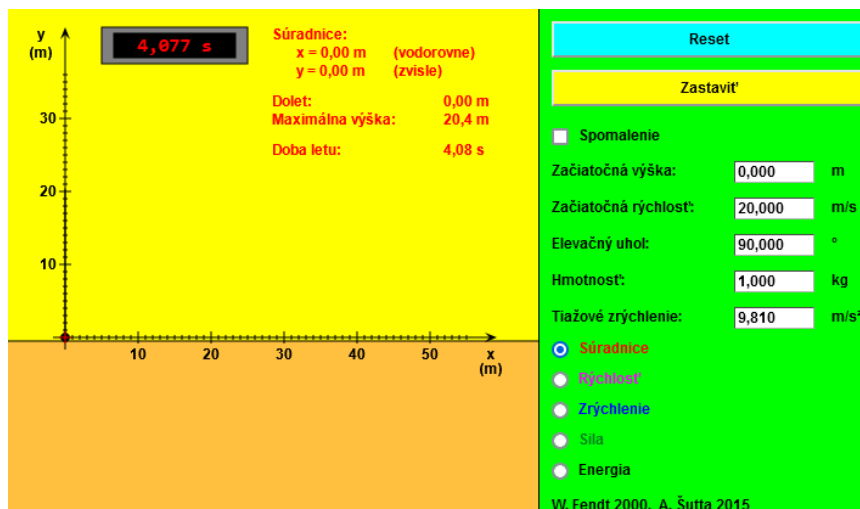 y
(m)
4,077 s
Súradnice:
x = 0,00 m (vodorovne)
y = 0,00 m (zvisle)
Dolet: 0,00 m
Maximálna výška: 20,4 m
Doba letu: 4,08 s
30
20
10
10 20 30 40 50 x
(m)
Reset
Zastaviť
Spomalenie
Začiatočná výška: 0,000 m
Začiatočná rýchlosť: 20,000 m/s
Elevačný uhol: 90,000 °
Hmotnosť: 1,000 kg
Tiažové zrýchlenie: 9,810 m/s²
Súradnice
Rýchlosť
Zrýchlenie
Sila
Energia
W. Fendt 2000, A. Šutta 2015